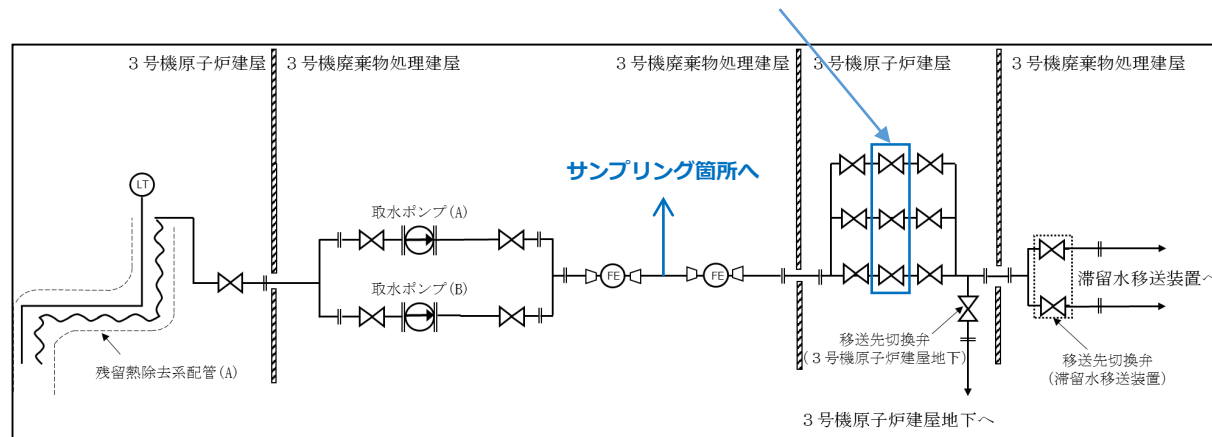 3号機原子炉建屋
3号機廃棄物処理建屋
3号機廃棄物処理建屋
3号機原子炉建屋
3号機廃棄物処理建屋
サンプリング箇所へ
LT
取水ポンプ(A)
FE
FE
滞留水移送装置へ
取水ポンプ(B)
移送先切換弁
(3号機原子炉建屋地下)
移送先切換弁
(滞留水移送装置)
残留熱除去系配管(A)
3号機原子炉建屋地下へ